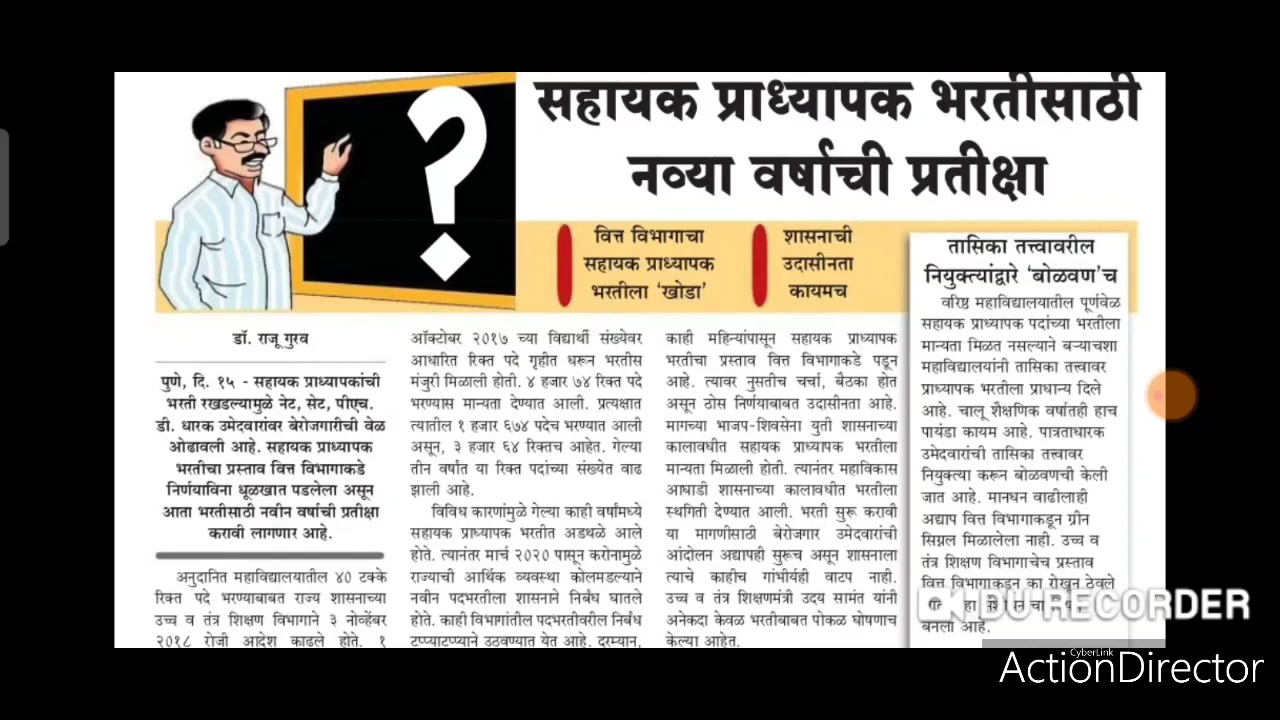 सहायक प्राध्यापक भरतीसाठी
नव्या वर्षाची प्रतीक्षा
वित्त विभागाचा
सहायक प्राध्यापक
भरतीला ‘खोडा’
शासनाची
उदासीनता
कायमच
डॉ. राजू गुरव
पुणे, दि. १५ - सहायक प्राध्यापकांची
भरती रखडल्यामुळे नेट, सेट, पीएच.
डी. धारक उमेदवारांवर बेरोजगारीची वेळ
ओढावली आहे. सहायक प्राध्यापक
भरतीचा प्रस्ताव वित्त विभागाकडे
निर्णयाविना धूळखात पडलेला असून
आता भरतीसाठी नवीन वर्षाची प्रतीक्षा
करावी लागणार आहे.
अनुदानित महाविद्यालयातील ४० टक्के
रिक्त पदे भरण्याबाबत राज्य शासनाच्या
उच्च व तंत्र शिक्षण विभागाने ३ नोव्हेंबर
२०१८ रोजी आदेश काढले होते. १
ऑक्टोबर २०१७ च्या विद्यार्थी संख्येवर
आधारित रिक्त पदे गृहीत धरून भरतीस
मंजुरी मिळाली होती. ४ हजार ७४ रिक्त पदे
भरण्यास मान्यता देण्यात आली. प्रत्यक्षात
त्यातील १ हजार ६७४ पदेच भरण्यात आली
असून, ३ हजार ६४ रिक्तच आहेत. गेल्या
तीन वर्षांत या रिक्त पदांच्या संख्येत वाढ
झाली आहे.
विविध कारणांमुळे गेल्या काही वर्षांमध्ये
सहायक प्राध्यापक भरतीत अडथळे आले
होते. त्यानंतर मार्च २०२० पासून करोनामुळे
राज्याची आर्थिक व्यवस्था कोलमडल्याने
नवीन पदभरतीला शासनाने निर्बंध घातले
होते. काही विभागांतील पदभरतीवरील निर्बंध
टप्प्याटप्प्याने उठवण्यात येत आहे. दरम्यान,
काही महिन्यांपासून सहायक प्राध्यापक
भरतीचा प्रस्ताव वित्त विभागाकडे पडून
आहे. त्यावर नुसतीच चर्चा, बैठका होत
असून ठोस निर्णयाबाबत उदासीनता आहे.
मागच्या भाजप-शिवसेना युती शासनाच्या
कालावधीत सहायक प्राध्यापक भरतीला
मान्यता मिळाली होती. त्यानंतर महाविकास
आघाडी शासनाच्या कालावधीत भरतीला
स्थगिती देण्यात आली. भरती सुरू करावी
या मागणीसाठी बेरोजगार उमेदवारांची
आंदोलन अद्यापही सुरूच असून शासनाला
त्याचे काहीच गांभीर्यही वाटप नाही.
उच्च व तंत्र शिक्षणमंत्री उदय सामंत यांनी
अनेकदा केवळ भरतीबाबत पोकळ घोषणाच
केल्या आहेत.
तासिका तत्त्वावरील
नियुक्त्यांद्वारे ‘बोळवण’च
वरिष्ठ महाविद्यालयातील पूर्णवेळ
सहायक प्राध्यापक पदांच्या भरतीला
मान्यता मिळत नसल्याने बऱ्याचशा
महाविद्यालयांनी तासिका तत्त्वावर
प्राध्यापक भरतीला प्राधान्य दिले
आहे. चालू शैक्षणिक वर्षातही हाच
पायंडा कायम आहे. पात्रताधारक
उमेदवारांची तासिका तत्त्वावर
नियुक्त्या करून बोळवणची केली
जात आहे. मानधन वाढीलाही
अद्याप वित्त विभागाकडून ग्रीन
सिग्नल मिळालेला नाही. उच्च व
तंत्र शिक्षण विभागाचेच प्रस्ताव
वित्त विभागाकडून का रोखून ठेवले
बनला आहे.
DU RECORDER
CyberLink
ActionDirector